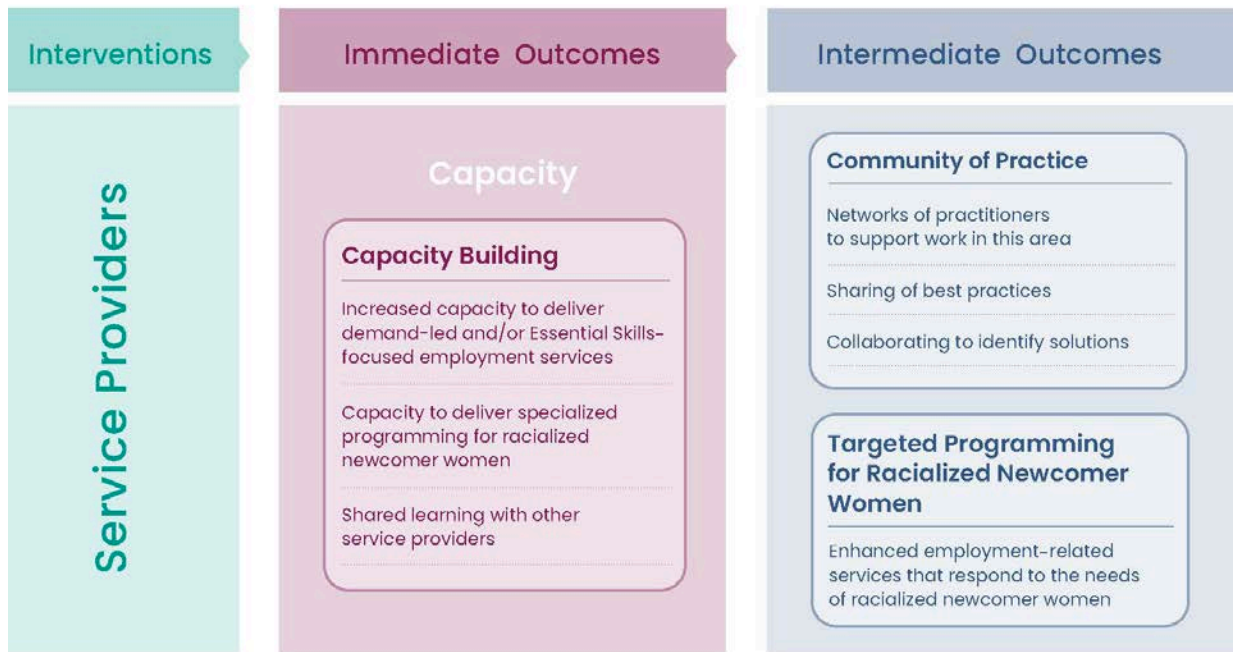 Interventions
Immediate Outcomes
Intermediate Outcomes
Service Providers
Capacity
Capacity Building
Increased capacity to deliver
demand-led and/or Essential Skills-
focused employment services
Capacity to deliver specialized
programming for racialized
newcomer women
Shared learning with other
service providers
Community of Practice
Networks of practitioners
to support work in this area
Sharing of best practices
Collaborating to identify solutions
Targeted Programming
for Racialized Newcomer
Women
Enhanced employment-related
services that respond to the needs
of racialized newcomer women